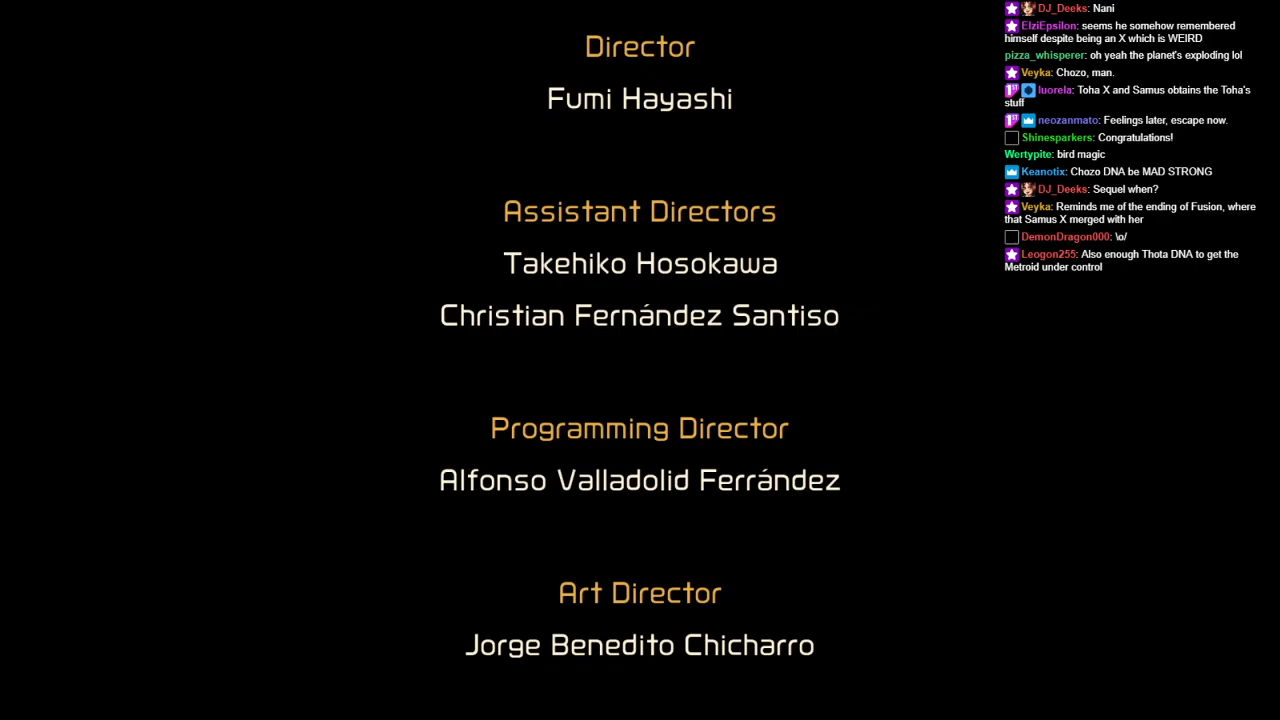 Director
Fumi Hayashi
Assistant Directors
Takehiko Hosokawa
Christian Fernández Santiso
Programming Director
Alfonso Valladolid Ferrández
Art Director
Jorge Benedito Chicharro
DJ_Deeks: Nani
ElziEpsilon: seems he somehow remembered
himself despite being an X which is WEIRD
pizza_whisperer: oh yeah the planet's exploding lol
Veyka: Chozo, man.
1ST luorela: Toha X and Samus obtains the Toha's
stuff
1ST neozanmato: Feelings later, escape now.
Shinesparkers: Congratulations!
Wertypite: bird magic
Keanotix: Chozo DNA be MAD STRONG
DJ_Deeks: Sequel when?
Veyka: Reminds me of the ending of Fusion, where
that Samus X merged with her
DemonDragon000: \o/
Leogon255: Also enough Thota DNA to get the
Metroid under control